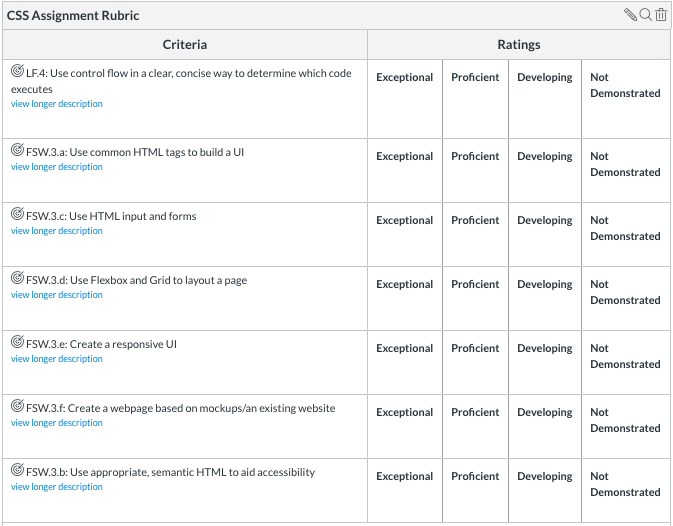 CSS Assignment Rubric
Criteria
Ratings
LF.4: Use control flow in a clear, concise way to determine which code
executes
view longer description
Exceptional
Proficient
Developing
Not
Demonstrated
FSW.3.a: Use common HTML tags to build a UI
view longer description
Exceptional
Proficient
Developing
Not
Demonstrated
FSW.3.c: Use HTML input and forms
view longer description
Exceptional
Proficient
Developing
Not
Demonstrated
FSW.3.d: Use Flexbox and Grid to layout a page
view longer description
Exceptional
Proficient
Developing
Not
Demonstrated
FSW.3.e: Create a responsive UI
view longer description
Exceptional
Proficient
Developing
Not
Demonstrated
FSW.3.f: Create a webpage based on mockups/an existing website
view longer description
Exceptional
Proficient
Developing
Not
Demonstrated
FSW.3.b: Use appropriate, semantic HTML to aid accessibility
view longer description
Exceptional
Proficient
Developing
Not
Demonstrated